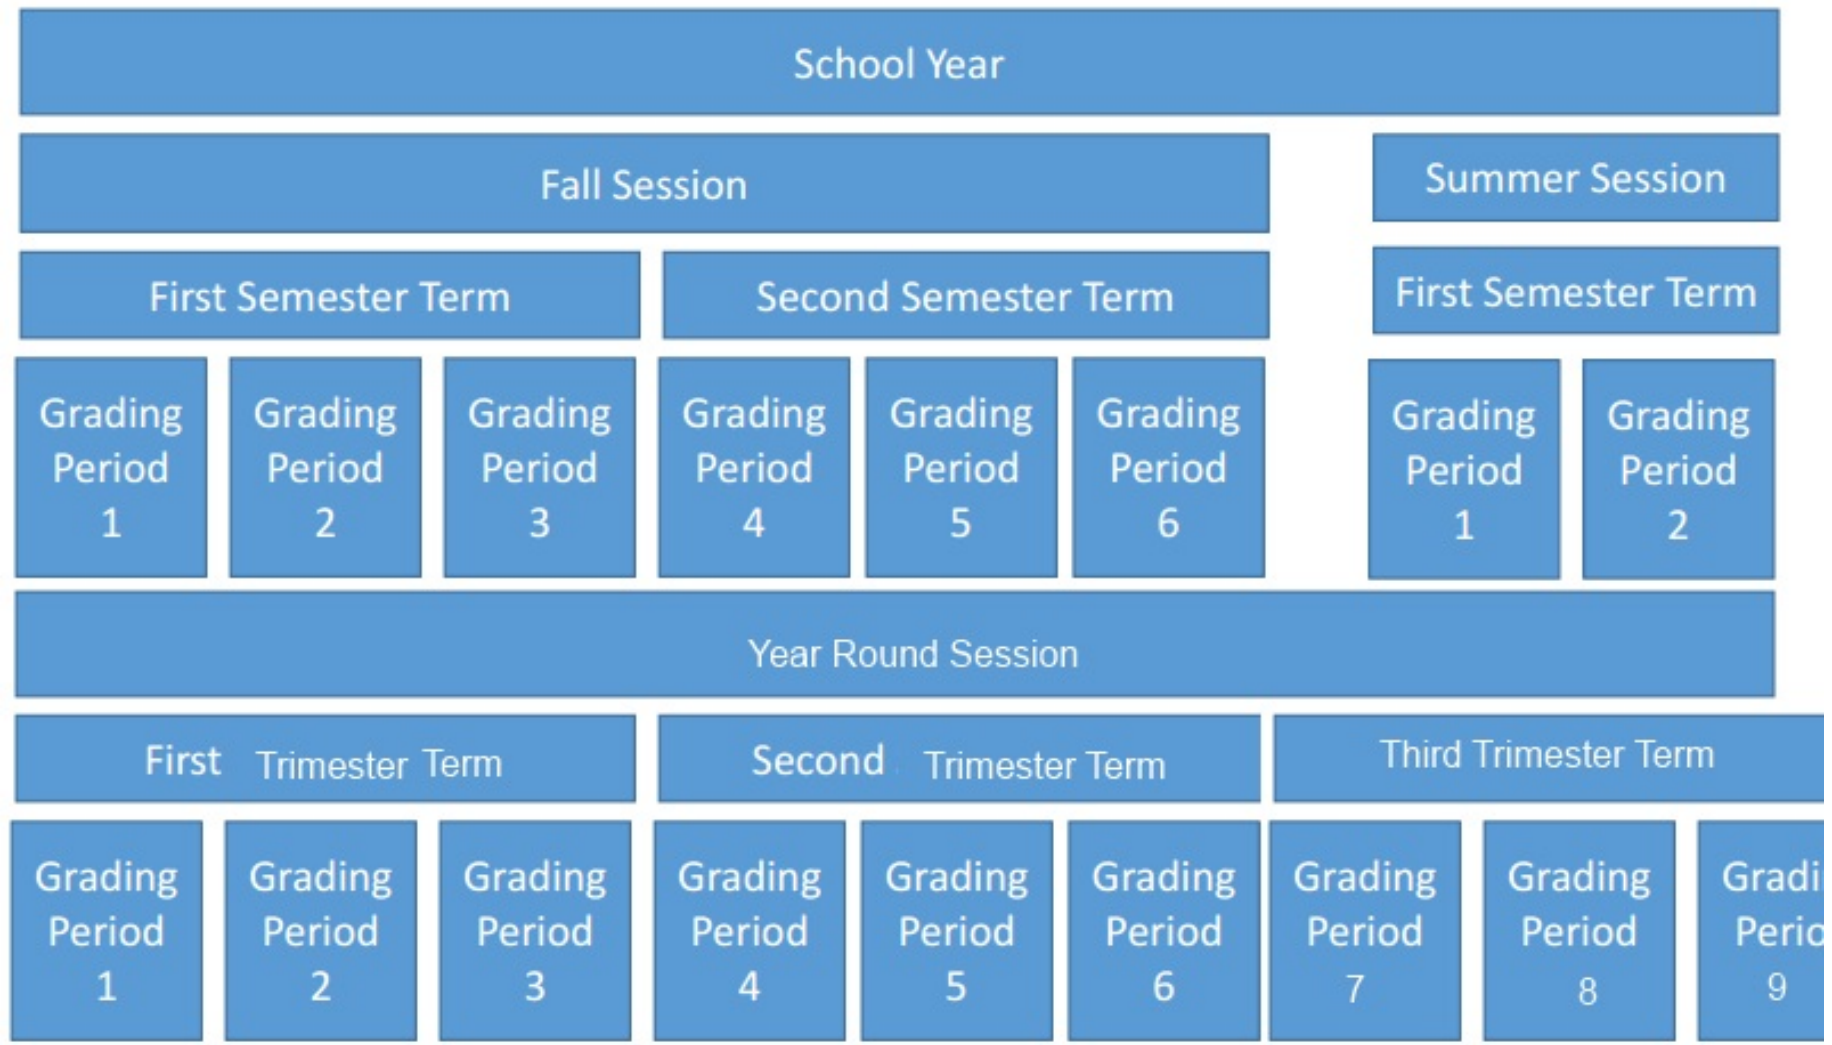 School Year
Fall Session
Summer Session
First Semester Term
Second Semester Term
First Semester Term
Grading
Period
1
Grading
Period
2
Grading
Period
3
Grading
Period
4
Grading
Period
5
Grading
Period
6
Grading
Period
1
Grading
Period
2
Year Round Session
First Trimester Term
Second Trimester Term
Third Trimester Term
Grading
Period
1
Grading
Period
2
Grading
Period
3
Grading
Period
4
Grading
Period
5
Grading
Period
6
Grading
Period
7
Grading
Period
8
Gradi
Perio
9